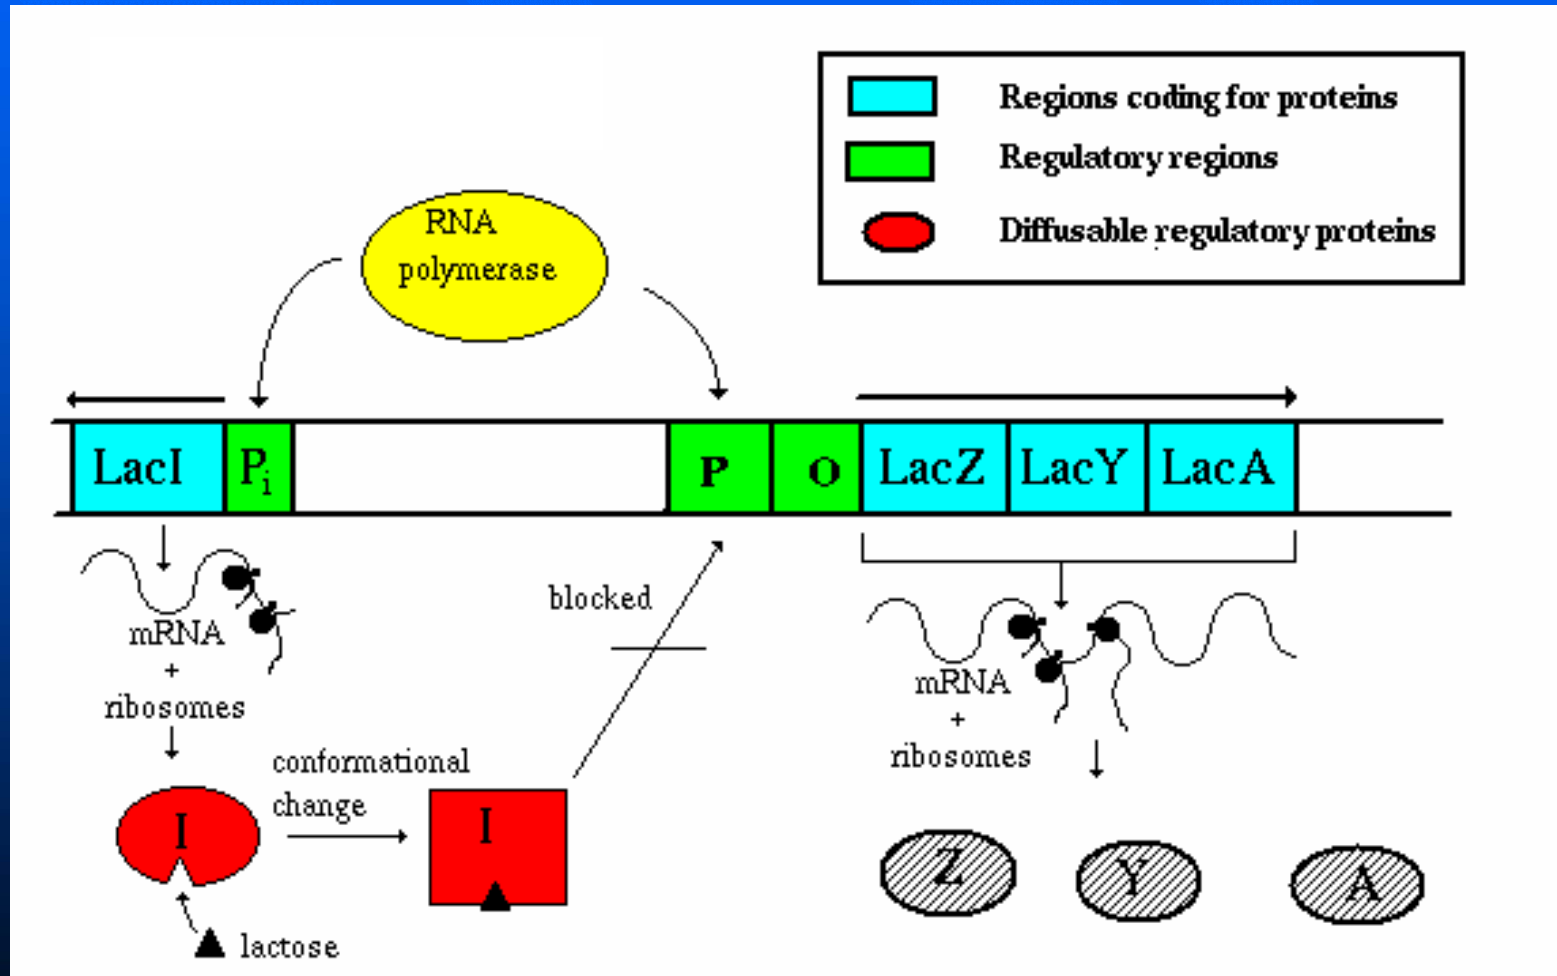 Regions coding for proteins
Regulatory regions
Diffusable regulatory proteins
RNA
polymerase
LacI Pi P O LacZ LacY LacA
blocked
mRNA
+
ribosomes
mRNA
+
ribosomes
conformational
change
I
I
lactose
Z Y A